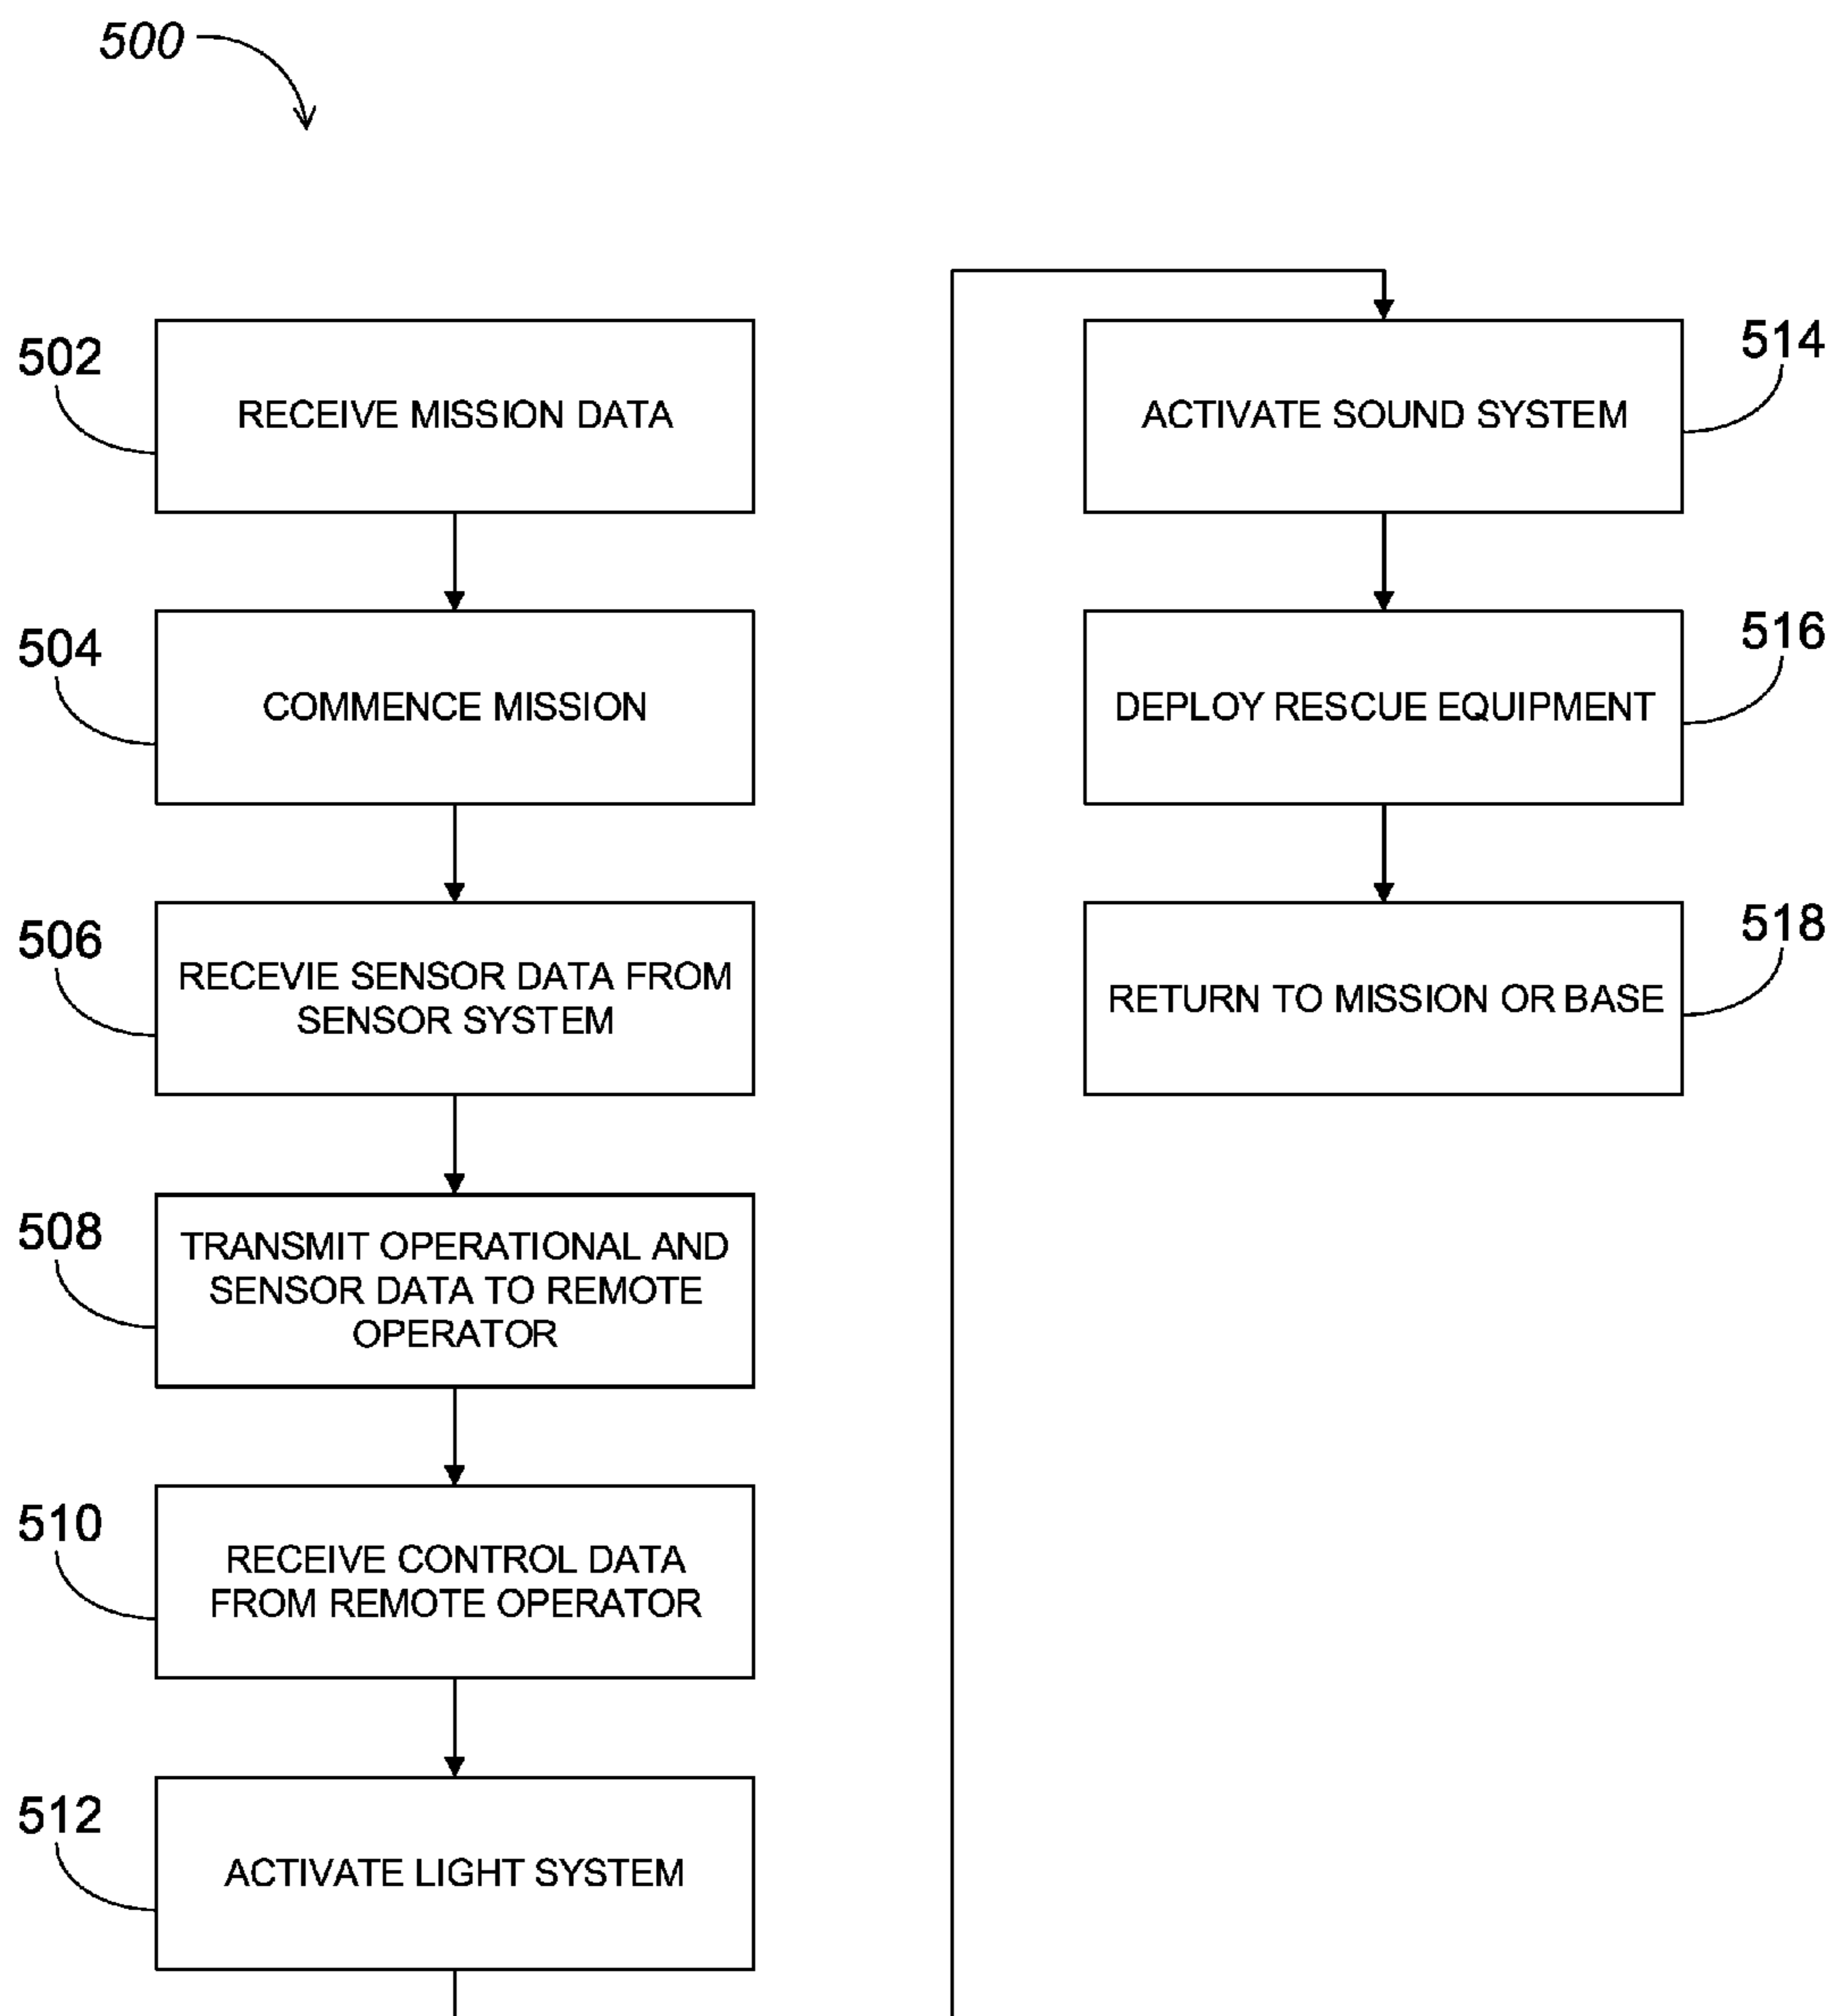 500
502
RECEIVE MISSION DATA
504
COMMENCE MISSION
506
RECEVIE SENSOR DATA FROM
SENSOR SYSTEM
508
TRANSMIT OPERATIONAL AND
SENSOR DATA TO REMOTE
OPERATOR
510
RECEIVE CONTROL DATA
FROM REMOTE OPERATOR
512
ACTIVATE LIGHT SYSTEM
514
ACTIVATE SOUND SYSTEM
516
DEPLOY RESCUE EQUIPMENT
518
RETURN TO MISSION OR BASE